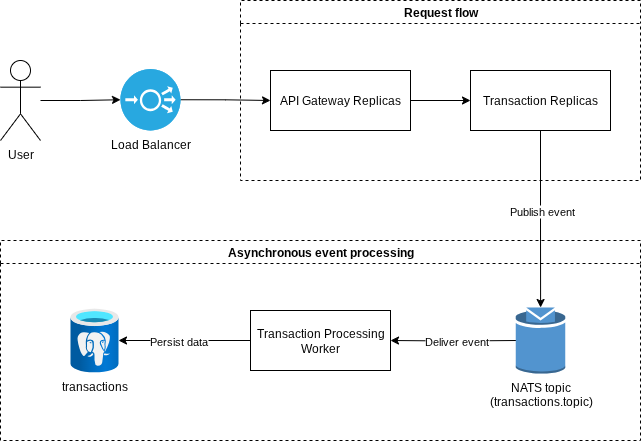 Request flow
API Gateway Replicas
Transaction Replicas
Load Balancer
User
Publish event
Asynchronous event processing
Transaction Processing
Worker
Persist data
Deliver event
transactions
NATS topic
(transactions.topic)